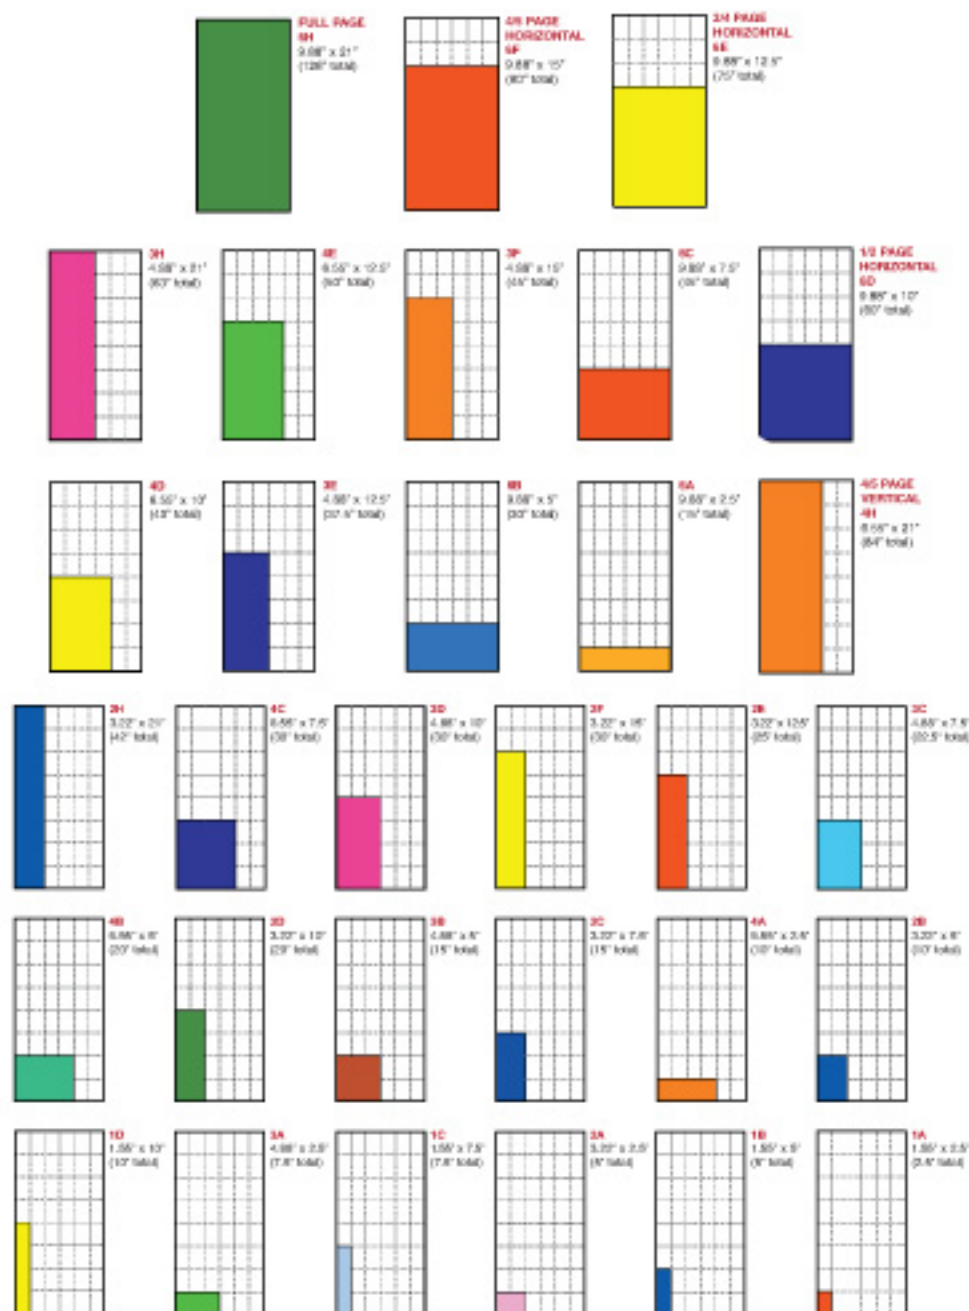 FULL PAGE
6H
9.88" x 21"
(126" total)
4/5 PAGE
HORIZONTAL
6F
9.88" x 15"
(90" total)
3/4 PAGE
HORIZONTAL
6E
9.88" x 12.5"
(75" total)
3H
4.88" x 21"
(63" total)
4E
6.55" x 12.5"
(50" total)
3F
4.88" x 15"
(45" total)
6C
9.88" x 7.5"
(45" total)
1/2 PAGE
HORIZONTAL
6D
9.88" x 10"
(60" total)
4D
6.55" x 10"
(40" total)
3E
4.88" x 12.5"
(37.5" total)
6B
9.88" x 5"
(30" total)
6A
9.88" x 2.5"
(15" total)
4/5 PAGE
VERTICAL
4H
6.55" x 21"
(84" total)
2H
3.22" x 21"
(42" total)
4C
6.55" x 7.5"
(30" total)
3D
4.88" x 10"
(30" total)
2F
3.22" x 15"
(30" total)
2E
3.22" x 12.5"
(25" total)
3C
4.88" x 7.5"
(22.5" total)
4B
6.55" x 5"
(20" total)
2D
3.22" x 10"
(20" total)
3B
4.88" x 5"
(15" total)
2C
3.22" x 7.5"
(15" total)
4A
6.55" x 2.5"
(10" total)
2B
3.22" x 5"
(10" total)
1D
1.55" x 10"
(10" total)
3A
4.88" x 2.5"
(7.5" total)
1C
1.55" x 7.5"
(7.5" total)
2A
3.22" x 2.5"
(5" total)
1B
1.55" x 5"
(5" total)
1A
1.55" x 2.5"
(2.5" total)